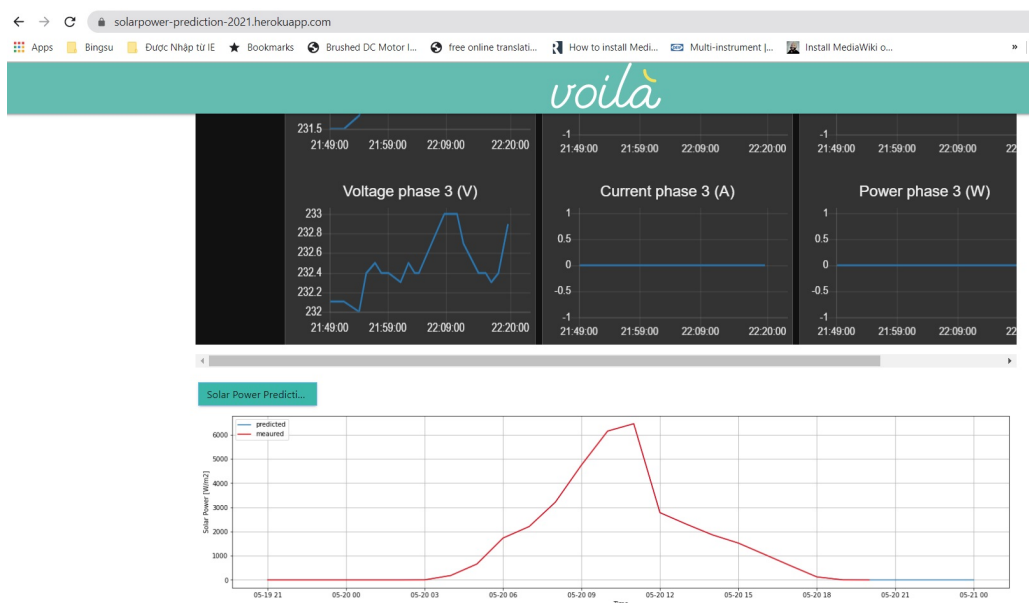 solarpower-prediction-2021.herokuapp.com
Apps Bingsu Được Nhập từ IE Bookmarks Brushed DC Motor I... free online translati... How to install Medi... Multi-instrument |... Install MediaWiki o... »
voilà
231.5 -1 -1
21:49:00 21:59:00 22:09:00 22:20:00 21:49:00 21:59:00 22:09:00 22:20:00 21:49:00 21:59:00 22:09:00 22
Voltage phase 3 (V) Current phase 3 (A) Power phase 3 (W)
233
232.8
232.6
232.4
232.2
232
21:49:00 21:59:00 22:09:00 22:20:00
1
0.5
0
-0.5
-1
21:49:00 21:59:00 22:09:00 22:20:00
1
0.5
0
-0.5
-1
21:49:00 21:59:00 22:09:00 22
Solar Power Predicti...
predicted
meaured
Solar Power [W/m2]
6000
5000
4000
3000
2000
1000
0
05-19 21 05-20 00 05-20 03 05-20 06 05-20 09 05-20 12 05-20 15 05-20 18 05-20 21 05-21 00